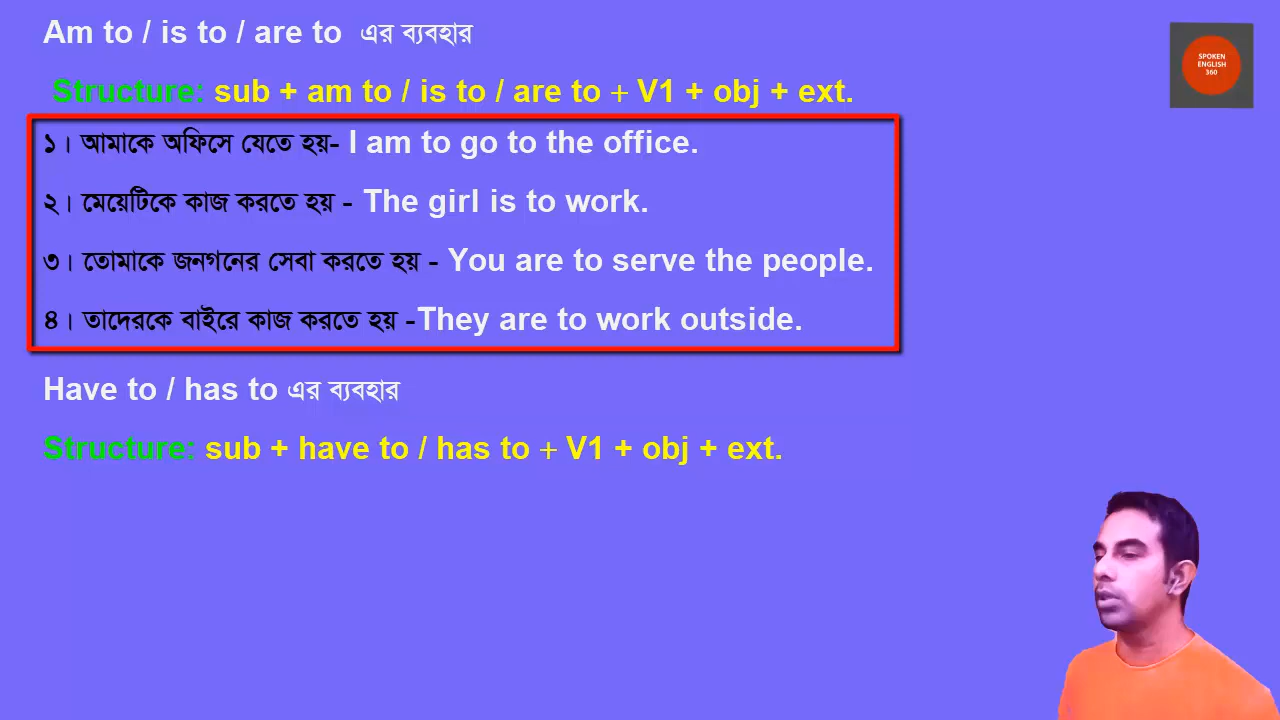 Am to / is to / are to এর ব্যবহার
SPOKEN
ENGLISH
360
Structure: sub + am to / is to / are to + V1 + obj + ext.
১। আমাকে অফিসে যেতে হয়- I am to go to the office.
২। মেয়েটিকে কাজ করতে হয় - The girl is to work.
৩। তোমাকে জনগনের সেবা করতে হয় - You are to serve the people.
৪। তাদেরকে বাইরে কাজ করতে হয় -They are to work outside.
Have to / has to এর ব্যবহার
Structure: sub + have to / has to + V1 + obj + ext.